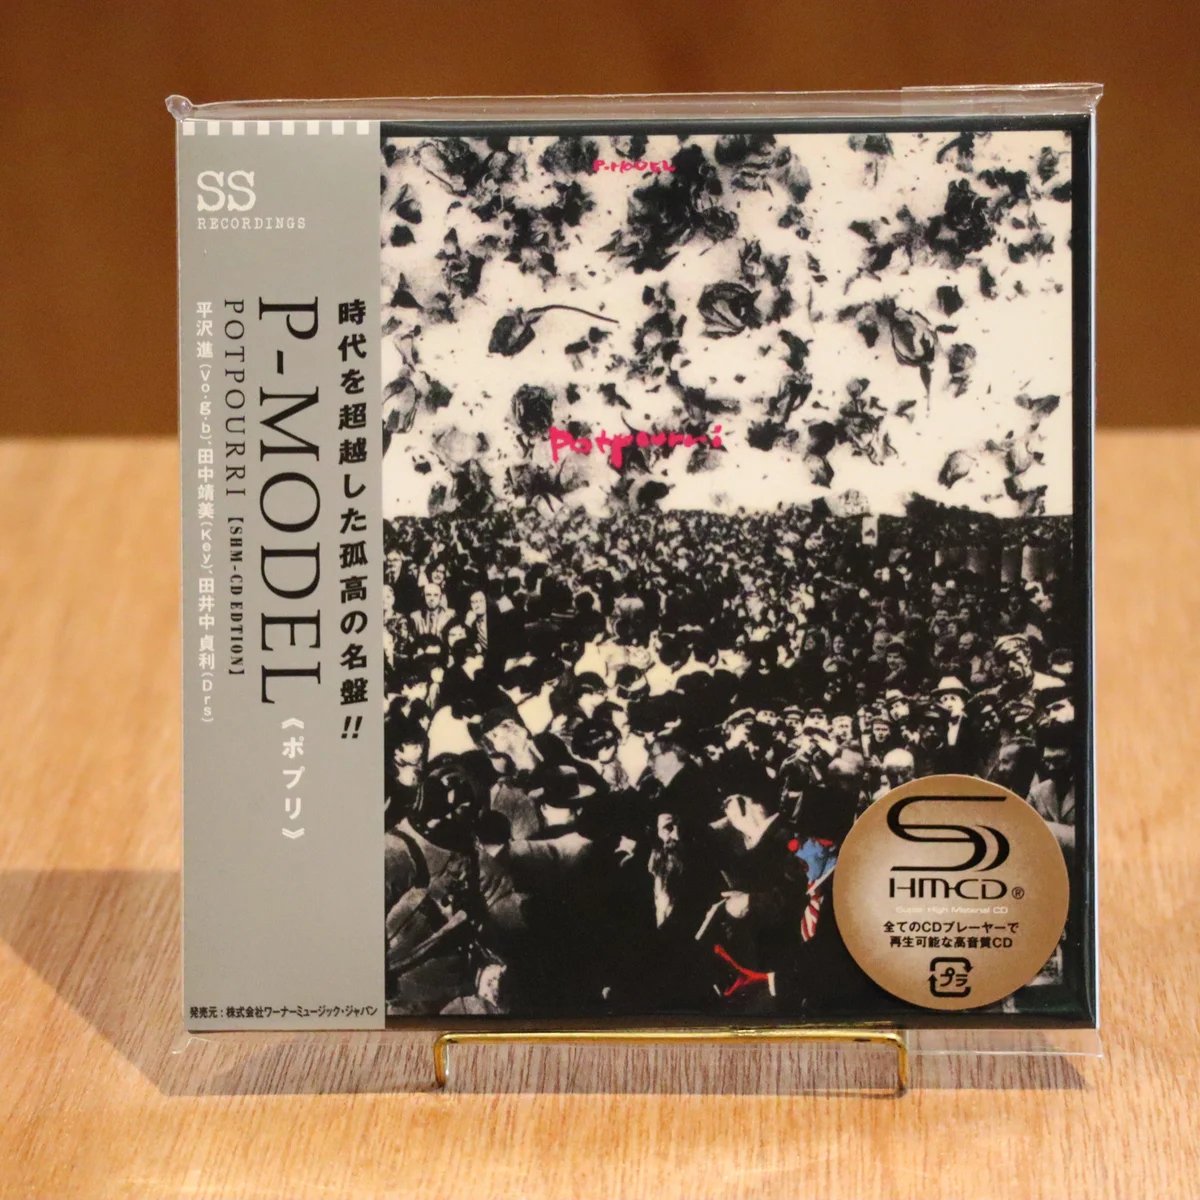 SS
RECORDINGS
時代を超越した孤高の名盤!!
P-MODEL《ポプリ》
POTPOURRI【SHM-CD EDTION】
平沢 進(Vo.g.b)、田中靖美(Key)、田井中 貞利(Drs)
発売元:株式会社ワーナーミュージック・ジャパン
P-MODEL
Potpourri
SHM-CD®
Super High Material CD
全てのCDプレーヤーで
再生可能な高音質CD
プラ